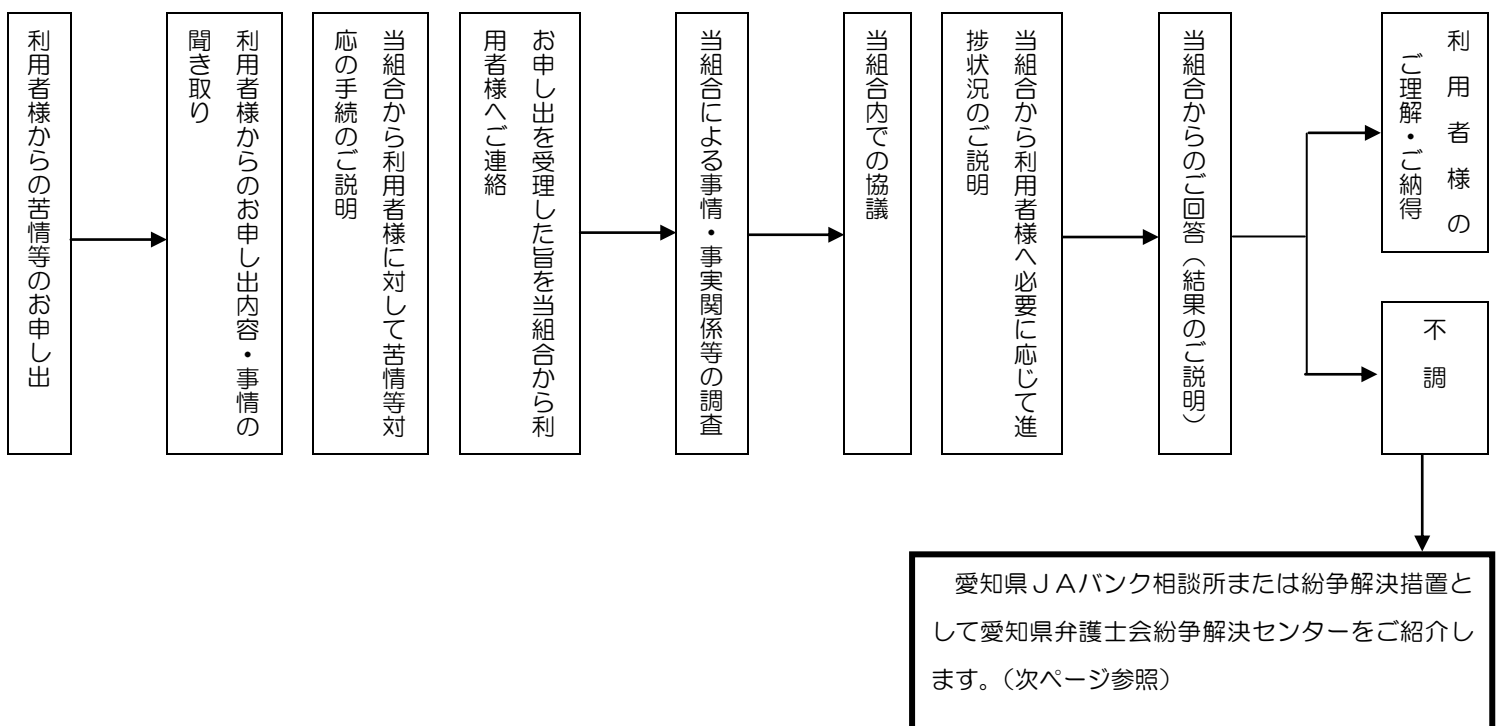 利用者様からの苦情等のお申し出
利用者様からのお申し出内容・事情の
聞き取り
当組合から利用者様に対して苦情等対
応の手続のご説明
お申し出を受理した旨を当組合から利
用者様へご連絡
当組合による事情・事実関係等の調査
当組合内での協議
当組合から利用者様へ必要に応じて進
捗状況のご説明
当組合からのご回答（結果のご説明）
利用者様の
ご理解・ご納得
不調
愛知県ＪＡバンク相談所または紛争解決措置と
して愛知県弁護士会紛争解決センターをご紹介し
ます。（次ページ参照）